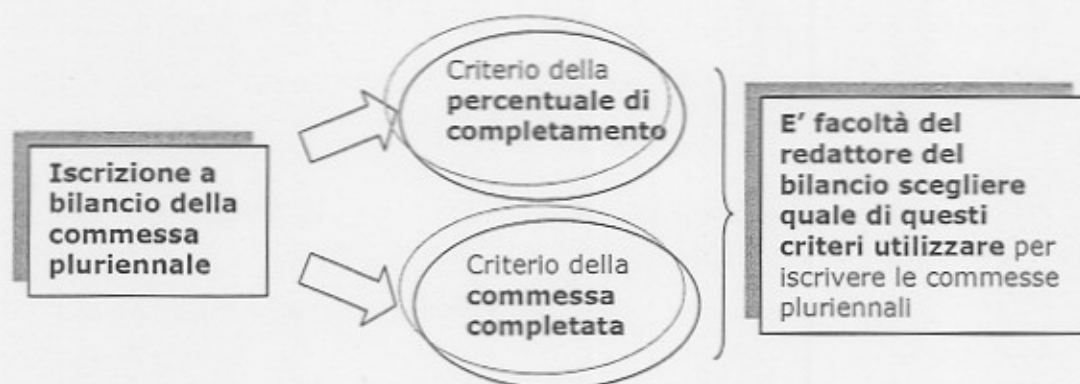 Iscrizione a
bilancio della
commessa
pluriennale
Criterio della
percentuale di
completamento
Criterio della
commessa
completata
E' facoltà del
redattore del
bilancio scegliere
quale di questi
criteri utilizzare per
iscrivere le commesse
pluriennali